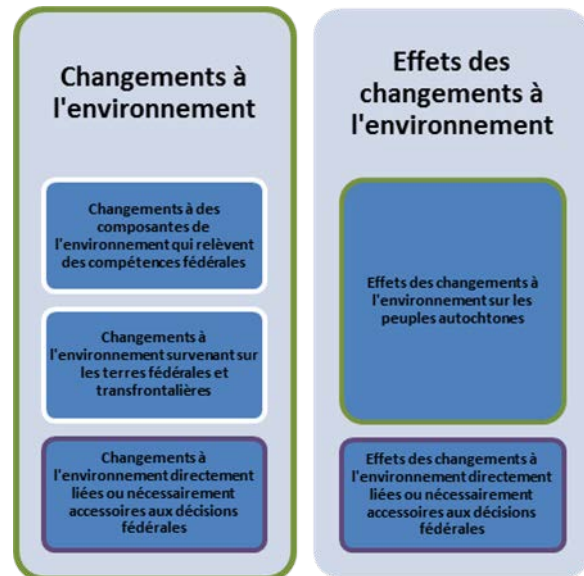 Changements à
l'environnement
Changements à des
composantes de
l'environnement qui relèvent
des compétences fédérales
Changements à
l'environnement survenant sur
les terres fédérales et
transfrontalières
Changements à
l'environnement directement
liées ou nécessairement
accessoires aux décisions
fédérales
Effets des
changements à
l'environnement
Effets des changements à
l'environnement sur les
peuples autochtones
Effets des changements à
l'environnement directement
liées ou nécessairement
accessoires aux décisions
fédérales